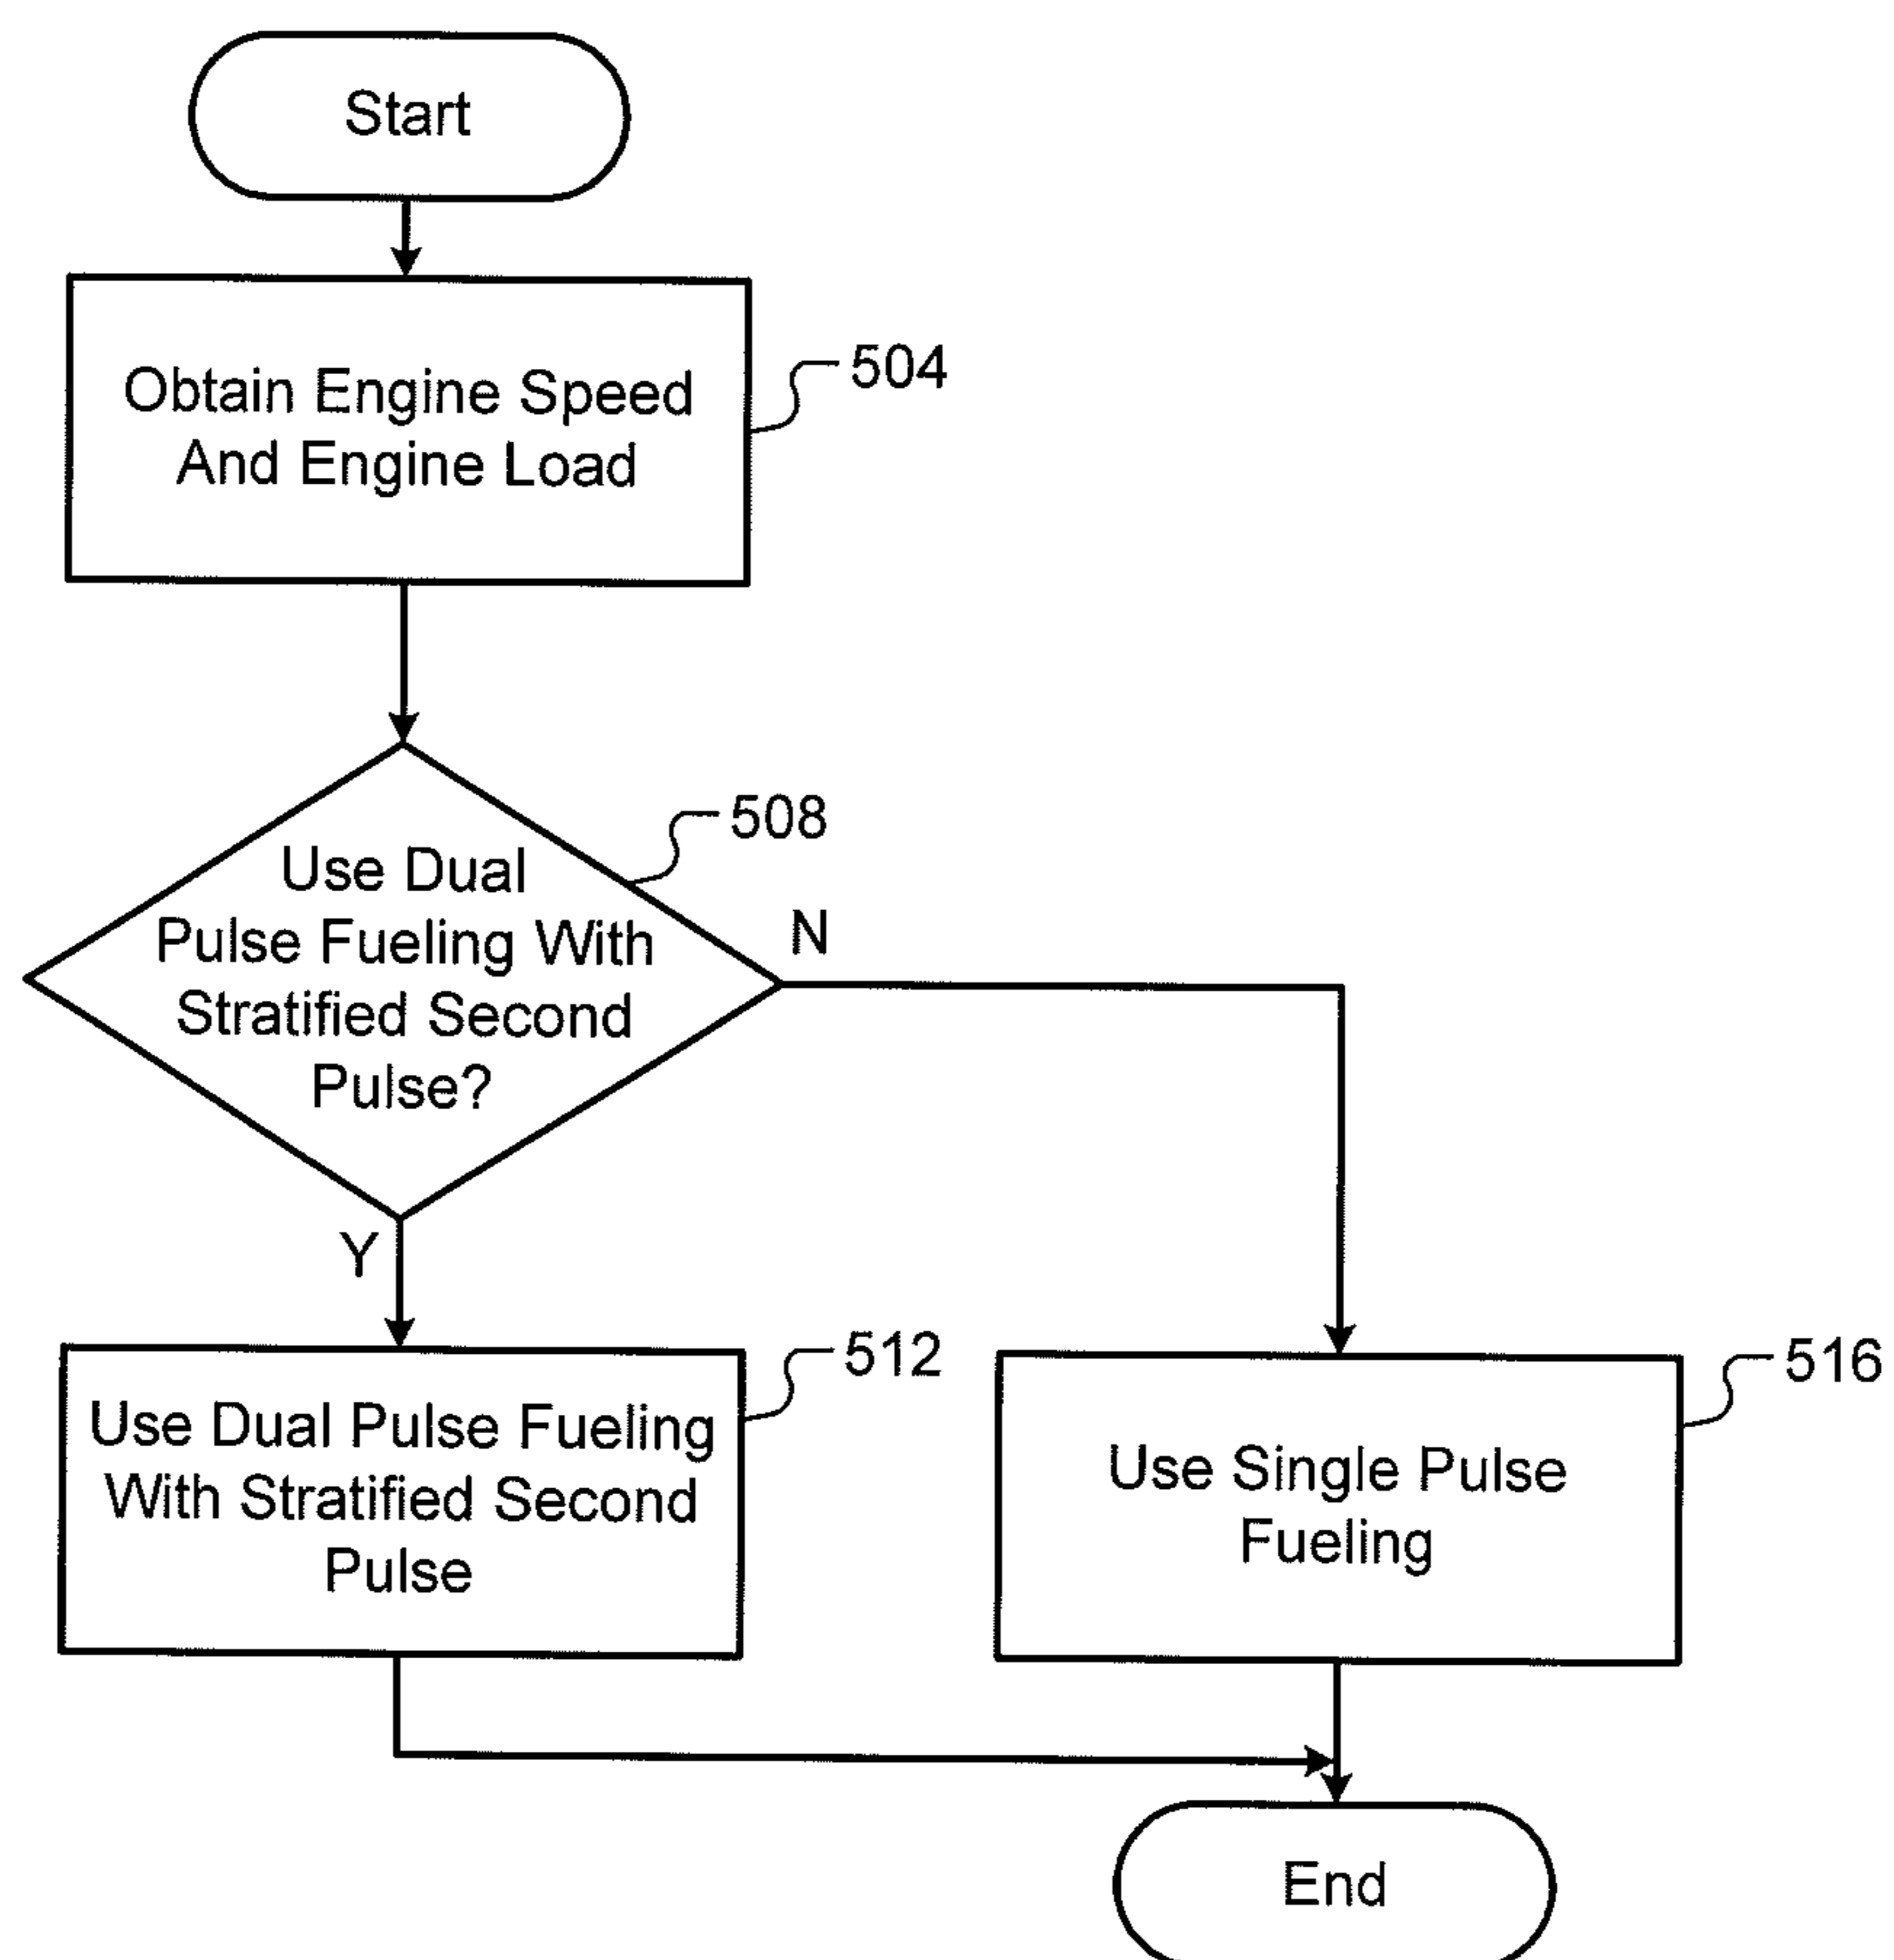 Start
Obtain Engine Speed
And Engine Load
504
508
Use Dual
Pulse Fueling With
Stratified Second
Pulse?
N
Y
512
Use Dual Pulse Fueling
With Stratified Second
Pulse
516
Use Single Pulse
Fueling
End